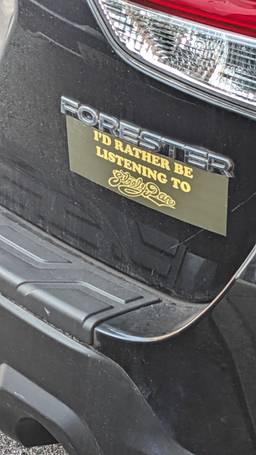 FORESTER
I'D RATHER BE
LISTENING TO
Steely Dan